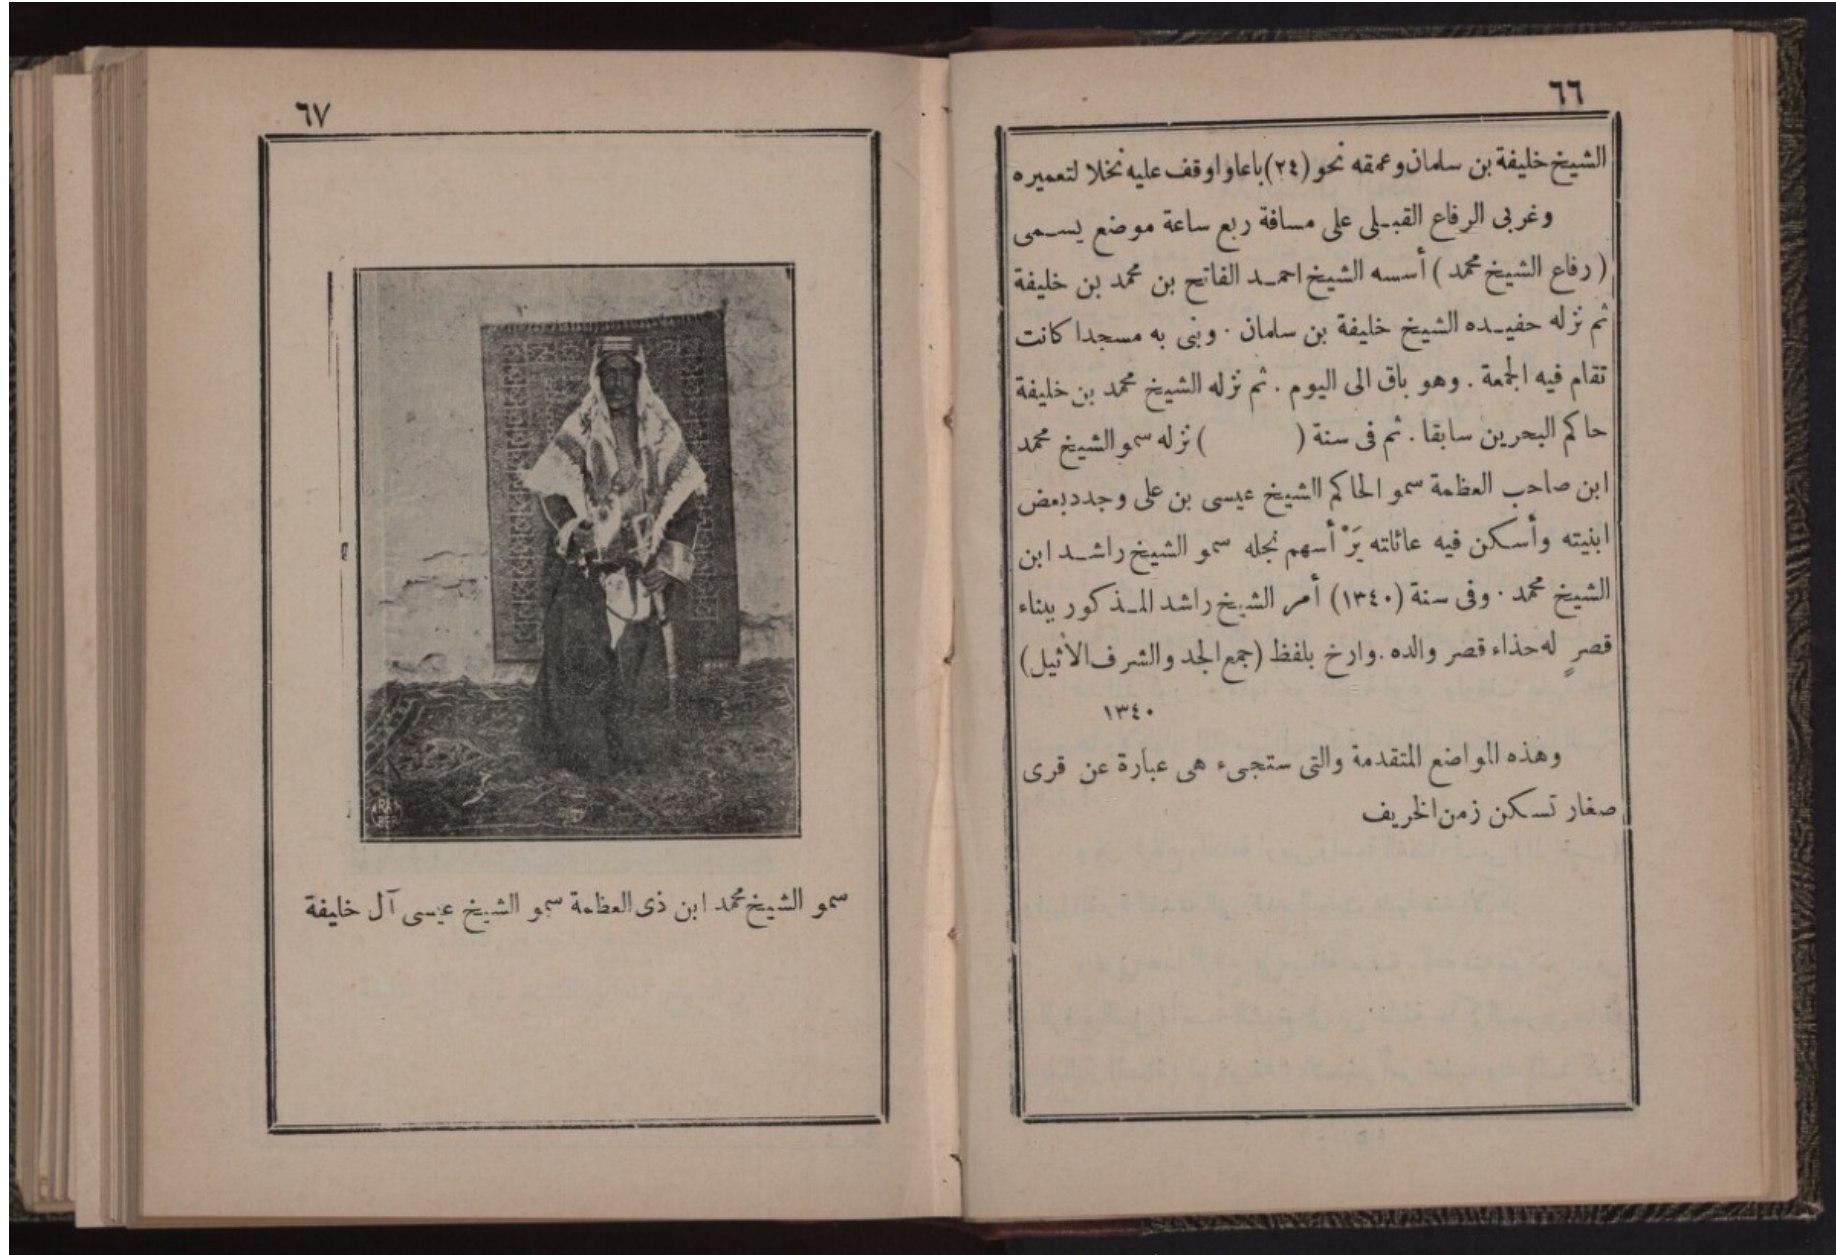 ٦٦
الشيخ خليفة بن سلمان وعمقه نحو (٢٤) باعا واوقف عليه نخلا لتعميره
وغربى الرفاع القبلى على مسافة ربع ساعة موضع يسمى
( رفاع الشيخ محمد ) أسسه الشيخ احمد الفاتح بن محمد بن خليفة
ثم نزله حفيده الشيخ خليفة بن سلمان . وبنى به مسجدا كانت
تقام فيه الجمعة . وهو باق الى اليوم . ثم نزله الشيخ محمد بن خليفة
حاكم البحرين سابقا . ثم فى سنة ( ) نزله سمو الشيخ محمد
ابن صاحب العظمة سمو الحاكم الشيخ عيسى بن على وجدد بعض
ابنيته وأسكن فيه عائلته يَرْأسهم نجله سمو الشيخ راشد ابن
الشيخ محمد . وفى سنة (١٣٤٠) أمر الشيخ راشد المذكور ببناء
قصرٍ له حذاء قصر والده . وارخ بلفظ (جمع المجد والشرف الاثيل)
١٣٤٠
وهذه المواضع المتقدمة والتى ستجىء هى عبارة عن قرى
صغار تسكن زمن الخريف
٦٧
سمو الشيخ محمد ابن ذى العظمة سمو الشيخ عيسى آل خليفة